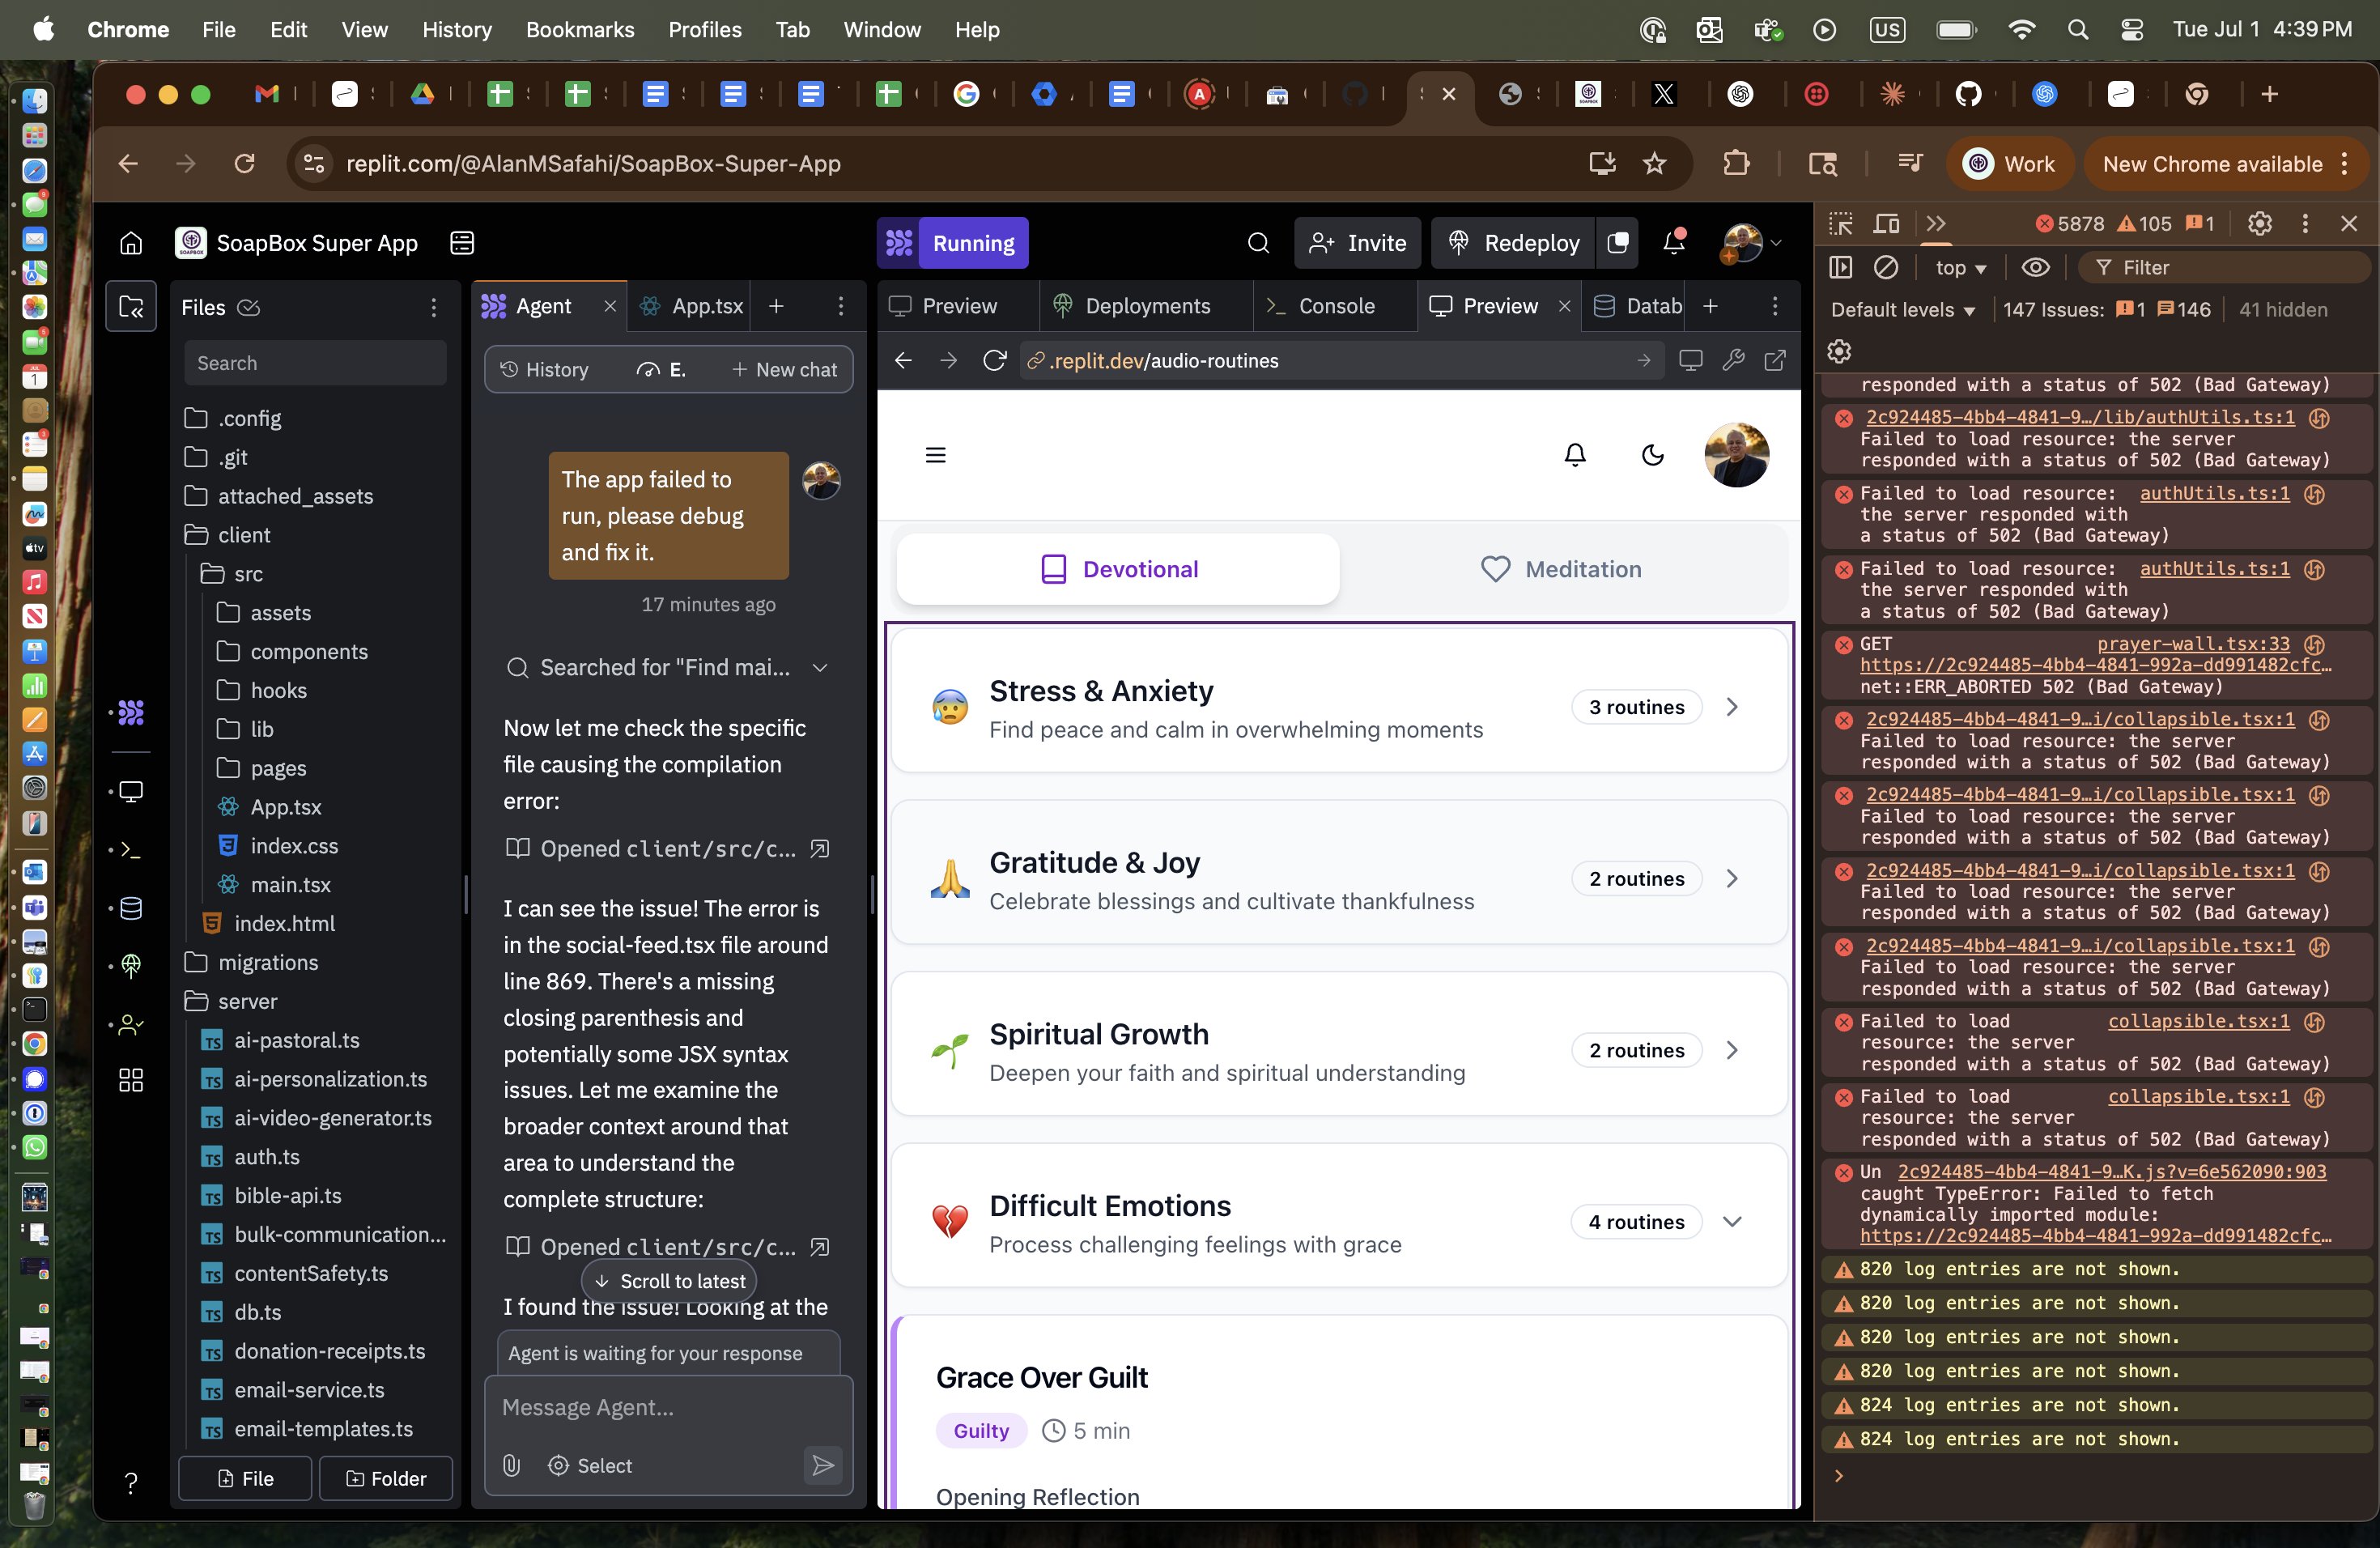 Chrome File Edit View History Bookmarks Profiles Tab Window Help
US
Tue Jul 1 4:39 PM
replit.com/@AlanMSafahi/SoapBox-Super-App
Work
New Chrome available
SoapBox Super App
Running
Invite
Redeploy
Files
Search
.config
.git
attached_assets
client
src
assets
components
hooks
lib
pages
App.tsx
index.css
main.tsx
index.html
migrations
server
ai-pastoral.ts
ai-personalization.ts
ai-video-generator.ts
auth.ts
bible-api.ts
bulk-communication...
contentSafety.ts
db.ts
donation-receipts.ts
email-service.ts
email-templates.ts
File
Folder
Agent
App.tsx
History
E.
New chat
The app failed to
run, please debug
and fix it.
17 minutes ago
Searched for "Find mai...
Now let me check the specific
file causing the compilation
error:
Opened client/src/c...
I can see the issue! The error is
in the social-feed.tsx file around
line 869. There's a missing
closing parenthesis and
potentially some JSX syntax
issues. Let me examine the
broader context around that
area to understand the
complete structure:
Opened client/src/c...
Scroll to latest
I found the issue! Looking at the
Agent is waiting for your response
Message Agent...
Select
Preview
Deployments
Console
Preview
Datab
.replit.dev/audio-routines
Devotional
Meditation
Stress & Anxiety
Find peace and calm in overwhelming moments
3 routines
Gratitude & Joy
Celebrate blessings and cultivate thankfulness
2 routines
Spiritual Growth
Deepen your faith and spiritual understanding
2 routines
Difficult Emotions
Process challenging feelings with grace
4 routines
Grace Over Guilt
Guilty
5 min
Opening Reflection
5878 105 1
top
Filter
Default levels
147 Issues: 1 146
41 hidden
responded with a status of 502 (Bad Gateway)
2c924485-4bb4-4841-9…/lib/authUtils.ts:1
Failed to load resource: the server
responded with a status of 502 (Bad Gateway)
Failed to load resource: authUtils.ts:1
the server responded with
a status of 502 (Bad Gateway)
Failed to load resource: authUtils.ts:1
the server responded with
a status of 502 (Bad Gateway)
GET prayer-wall.tsx:33
https://2c924485-4bb4-4841-992a-dd991482cfc…
net::ERR_ABORTED 502 (Bad Gateway)
2c924485-4bb4-4841-9…i/collapsible.tsx:1
Failed to load resource: the server
responded with a status of 502 (Bad Gateway)
2c924485-4bb4-4841-9…i/collapsible.tsx:1
Failed to load resource: the server
responded with a status of 502 (Bad Gateway)
2c924485-4bb4-4841-9…i/collapsible.tsx:1
Failed to load resource: the server
responded with a status of 502 (Bad Gateway)
2c924485-4bb4-4841-9…i/collapsible.tsx:1
Failed to load resource: the server
responded with a status of 502 (Bad Gateway)
Failed to load collapsible.tsx:1
resource: the server
responded with a status of 502 (Bad Gateway)
Failed to load collapsible.tsx:1
resource: the server
responded with a status of 502 (Bad Gateway)
Un 2c924485-4bb4-4841-9…K.js?v=6e562090:903
caught TypeError: Failed to fetch
dynamically imported module:
https://2c924485-4bb4-4841-992a-dd991482cfc…
820 log entries are not shown.
820 log entries are not shown.
820 log entries are not shown.
820 log entries are not shown.
824 log entries are not shown.
824 log entries are not shown.